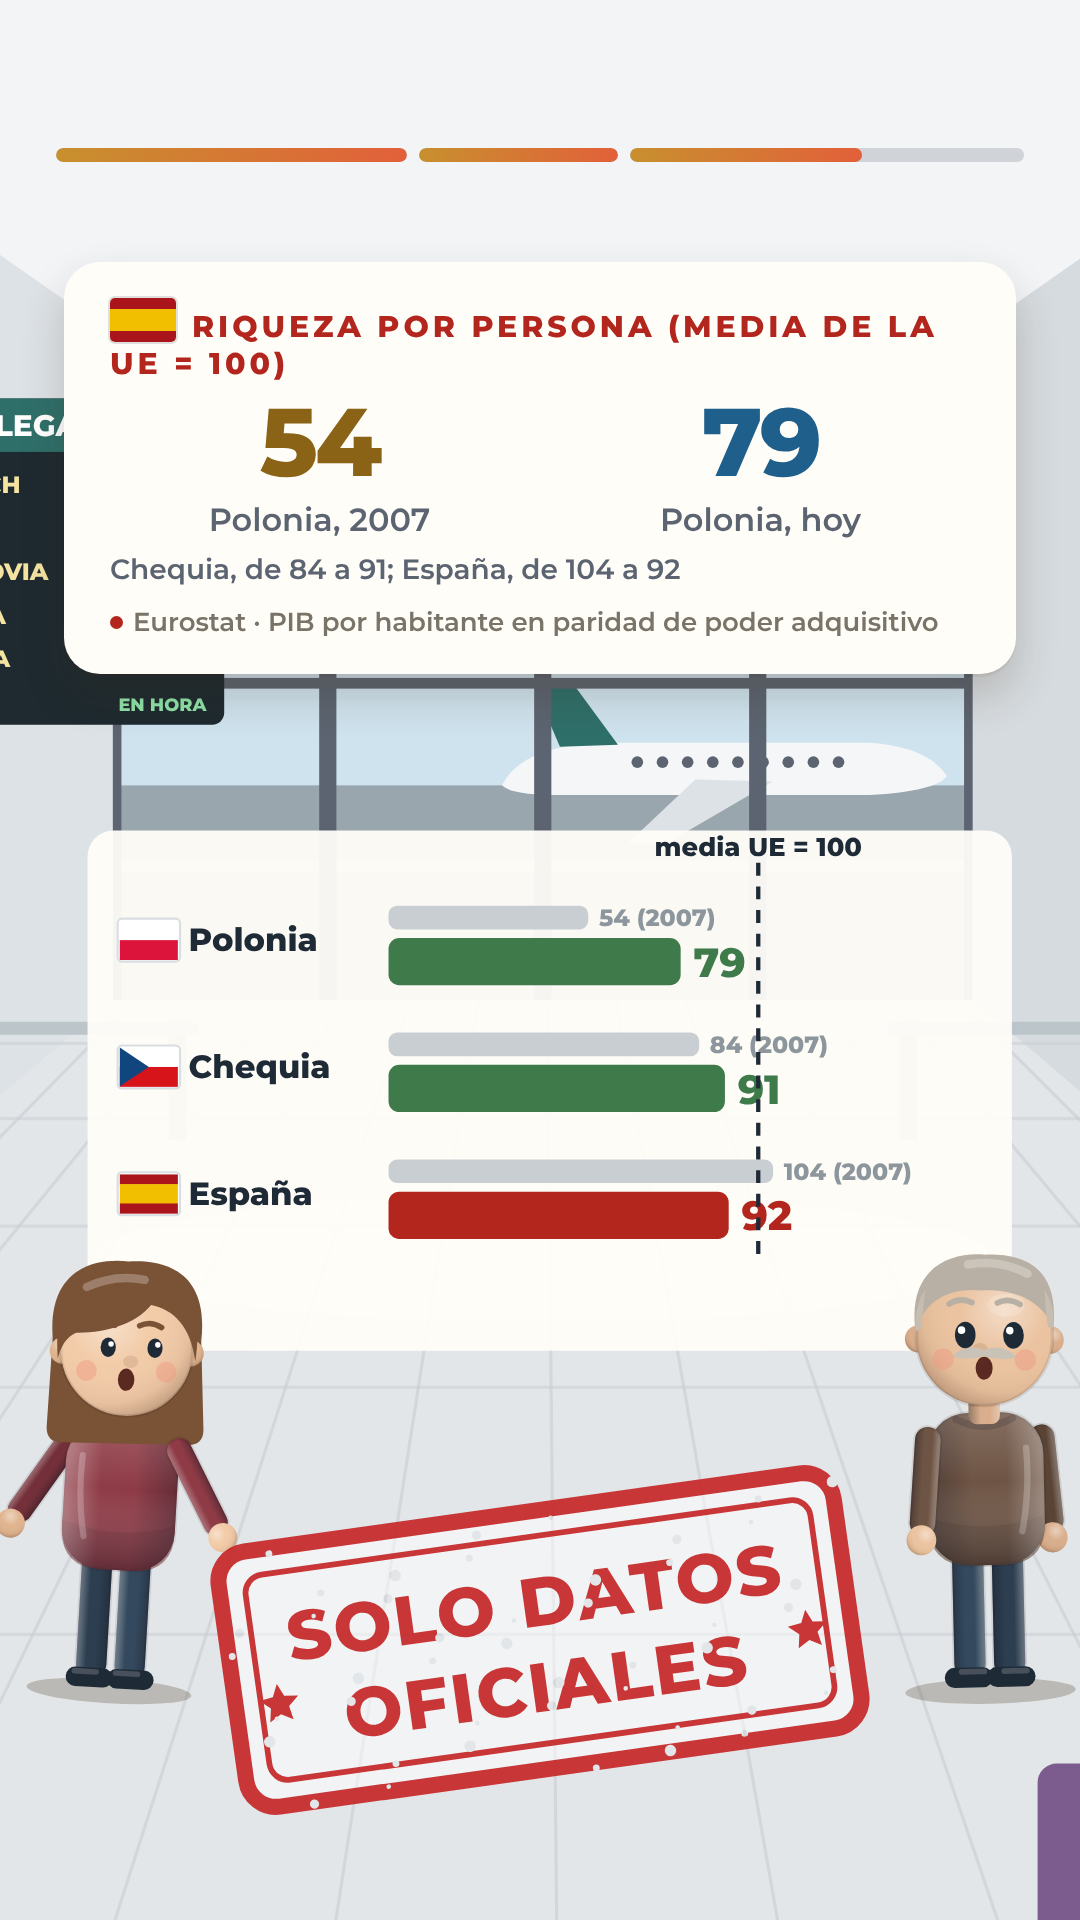 RIQUEZA POR PERSONA (MEDIA DE LA
UE = 100)
54
79
Polonia, 2007
Polonia, hoy
Chequia, de 84 a 91; España, de 104 a 92
Eurostat · PIB por habitante en paridad de poder adquisitivo
EN HORA
media UE = 100
Polonia
54 (2007)
79
Chequia
84 (2007)
91
España
104 (2007)
92
SOLO DATOS
OFICIALES